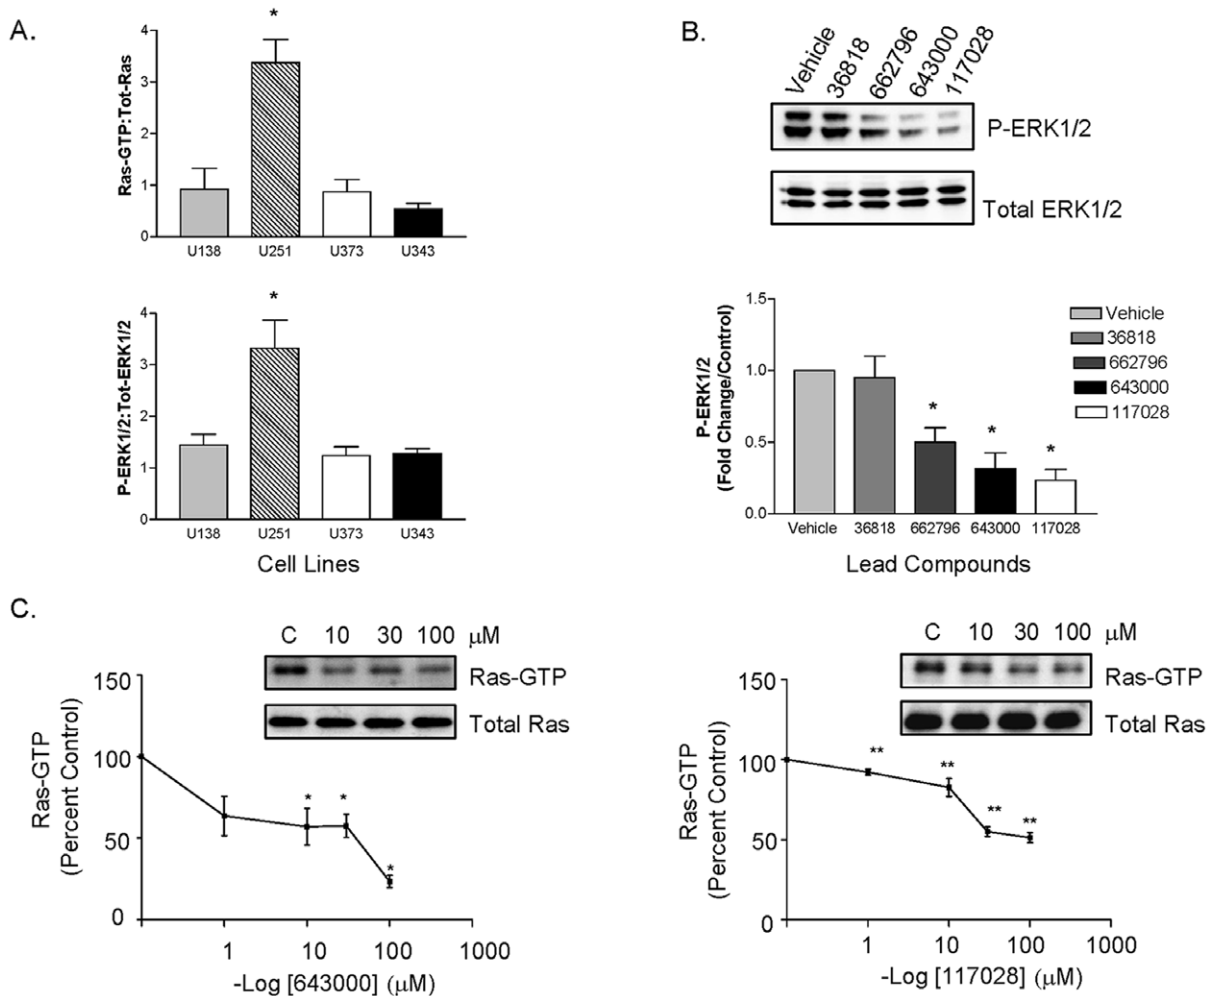 A.
*
4
3
2
1
0
Ras-GTP:Tot-Ras
U138 U251 U373 U343
*
4
3
2
1
0
P-ERK1/2:Tot-ERK1/2
U138 U251 U373 U343
Cell Lines
B.
Vehicle 36818 662796 643000 117028
P-ERK1/2
Total ERK1/2
1.5
1.0
0.5
0.0
P-ERK1/2
(Fold Change/Control)
* * *
Vehicle
36818
662796
643000
117028
Vehicle 36818 662796 643000 117028
Lead Compounds
C.
C 10 30 100 μM
Ras-GTP
Total Ras
150
100
50
0
Ras-GTP
(Percent Control)
* * *
1 10 100 1000
-Log [643000] (μM)
C 10 30 100 μM
Ras-GTP
Total Ras
150
100
50
0
Ras-GTP
(Percent Control)
** ** ** **
1 10 100 1000
-Log [117028] (μM)